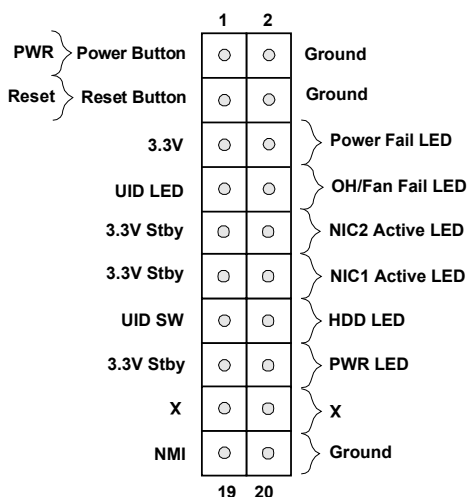 1 2
PWR Power Button Ground
Reset Reset Button Ground
3.3V Power Fail LED
UID LED OH/Fan Fail LED
3.3V Stby NIC2 Active LED
3.3V Stby NIC1 Active LED
UID SW HDD LED
3.3V Stby PWR LED
X X
NMI Ground
19 20